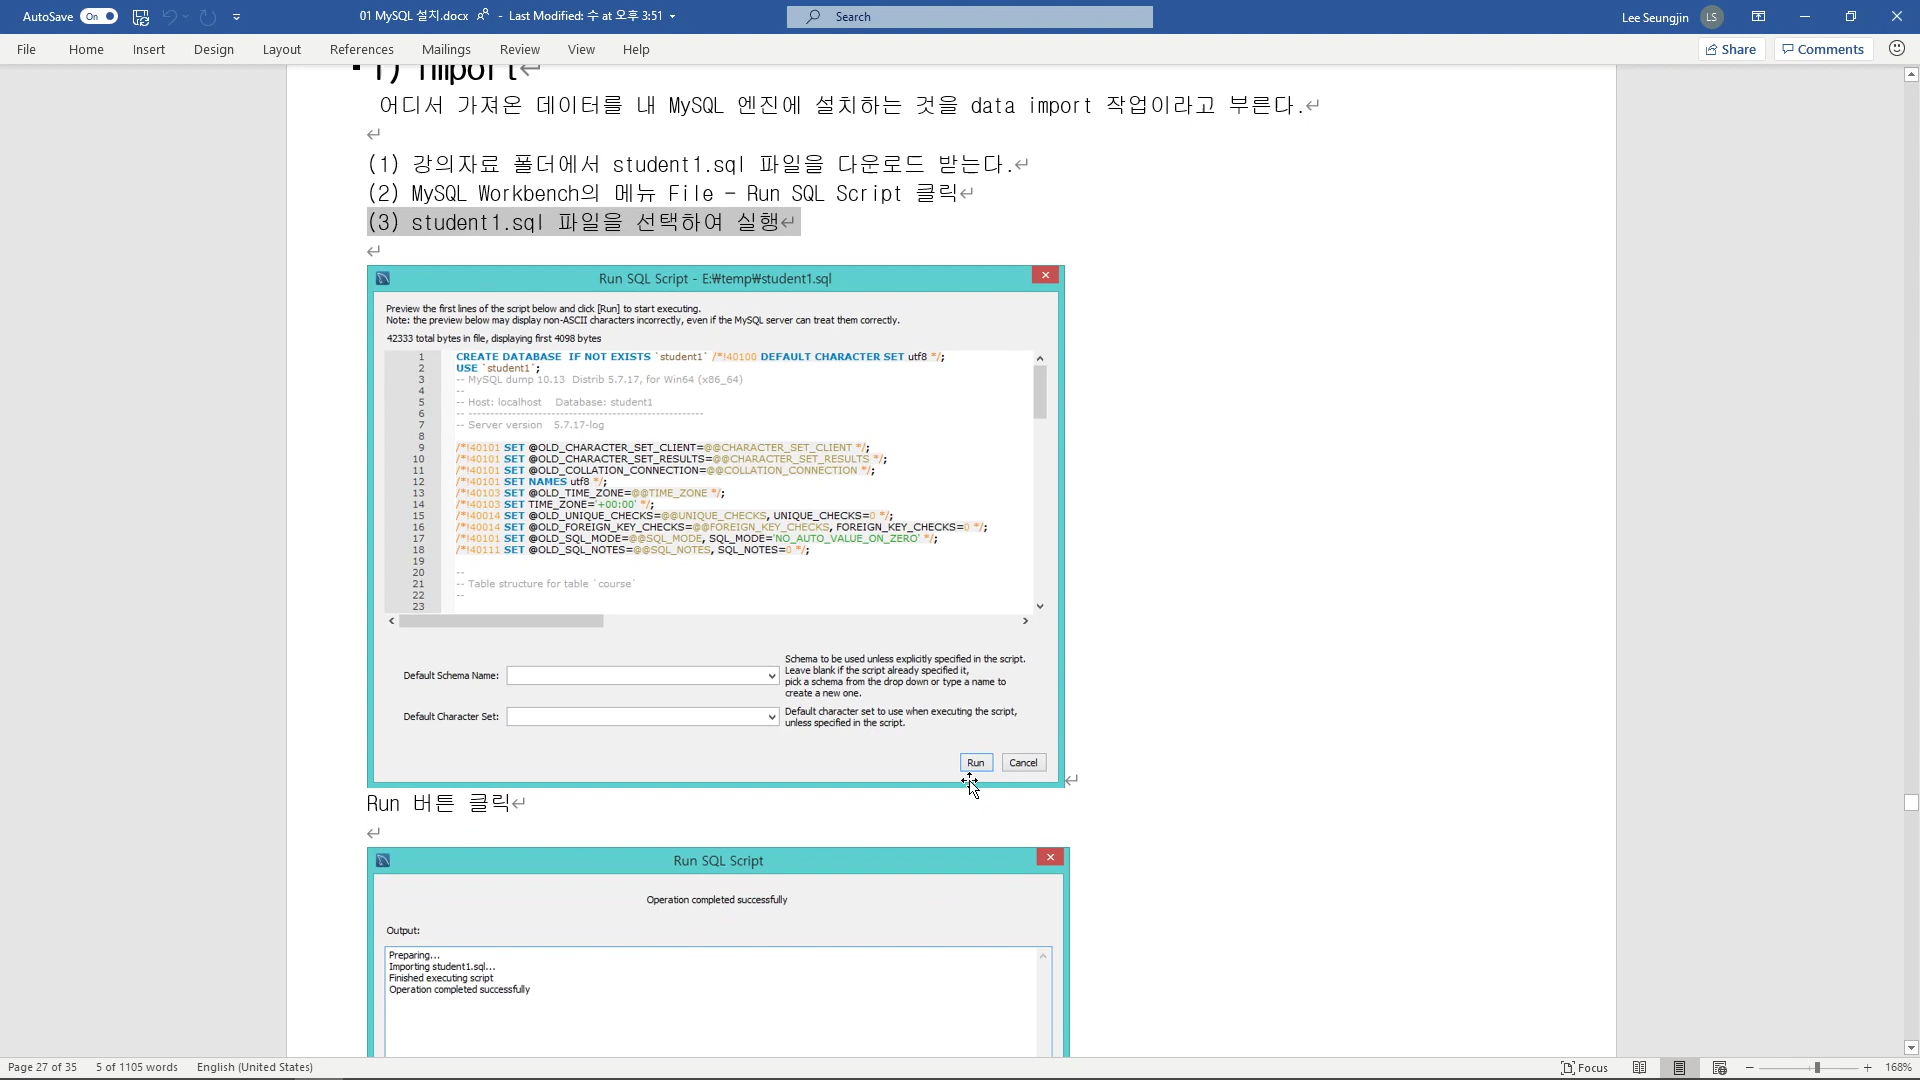 AutoSave On 01 MySQL 설치.docx - Last Modified: 수 at 오후 3:51 Search Lee Seungjin LS
File Home Insert Design Layout References Mailings Review View Help Share Comments
어디서 가져온 데이터를 내 MySQL 엔진에 설치하는 것을 data import 작업이라고 부른다.
(1) 강의자료 폴더에서 student1.sql 파일을 다운로드 받는다.
(2) MySQL Workbench의 메뉴 File - Run SQL Script 클릭
(3) student1.sql 파일을 선택하여 실행
Run SQL Script - E:₩temp₩student1.sql
Preview the first lines of the script below and click [Run] to start executing.
Note: the preview below may display non-ASCII characters incorrectly, even if the MySQL server can treat them correctly.
42333 total bytes in file, displaying first 4098 bytes
1 CREATE DATABASE IF NOT EXISTS `student1` /*!40100 DEFAULT CHARACTER SET utf8 */;
2 USE `student1`;
3 -- MySQL dump 10.13 Distrib 5.7.17, for Win64 (x86_64)
4 --
5 -- Host: localhost Database: student1
6 -- ------------------------------------------------------
7 -- Server version 5.7.17-log
8
9 /*!40101 SET @OLD_CHARACTER_SET_CLIENT=@@CHARACTER_SET_CLIENT */;
10 /*!40101 SET @OLD_CHARACTER_SET_RESULTS=@@CHARACTER_SET_RESULTS */;
11 /*!40101 SET @OLD_COLLATION_CONNECTION=@@COLLATION_CONNECTION */;
12 /*!40101 SET NAMES utf8 */;
13 /*!40103 SET @OLD_TIME_ZONE=@@TIME_ZONE */;
14 /*!40103 SET TIME_ZONE='+00:00' */;
15 /*!40014 SET @OLD_UNIQUE_CHECKS=@@UNIQUE_CHECKS, UNIQUE_CHECKS=0 */;
16 /*!40014 SET @OLD_FOREIGN_KEY_CHECKS=@@FOREIGN_KEY_CHECKS, FOREIGN_KEY_CHECKS=0 */;
17 /*!40101 SET @OLD_SQL_MODE=@@SQL_MODE, SQL_MODE='NO_AUTO_VALUE_ON_ZERO' */;
18 /*!40111 SET @OLD_SQL_NOTES=@@SQL_NOTES, SQL_NOTES=0 */;
19
20 --
21 -- Table structure for table `course`
22 --
23
Schema to be used unless explicitly specified in the script.
Default Schema Name: Leave blank if the script already specified it,
pick a schema from the drop down or type a name to
create a new one.
Default Character Set: Default character set to use when executing the script,
unless specified in the script.
Run Cancel
Run 버튼 클릭
Run SQL Script
Operation completed successfully
Output:
Preparing...
Importing student1.sql...
Finished executing script
Operation completed successfully
Page 27 of 35 5 of 1105 words English (United States) Focus 168%